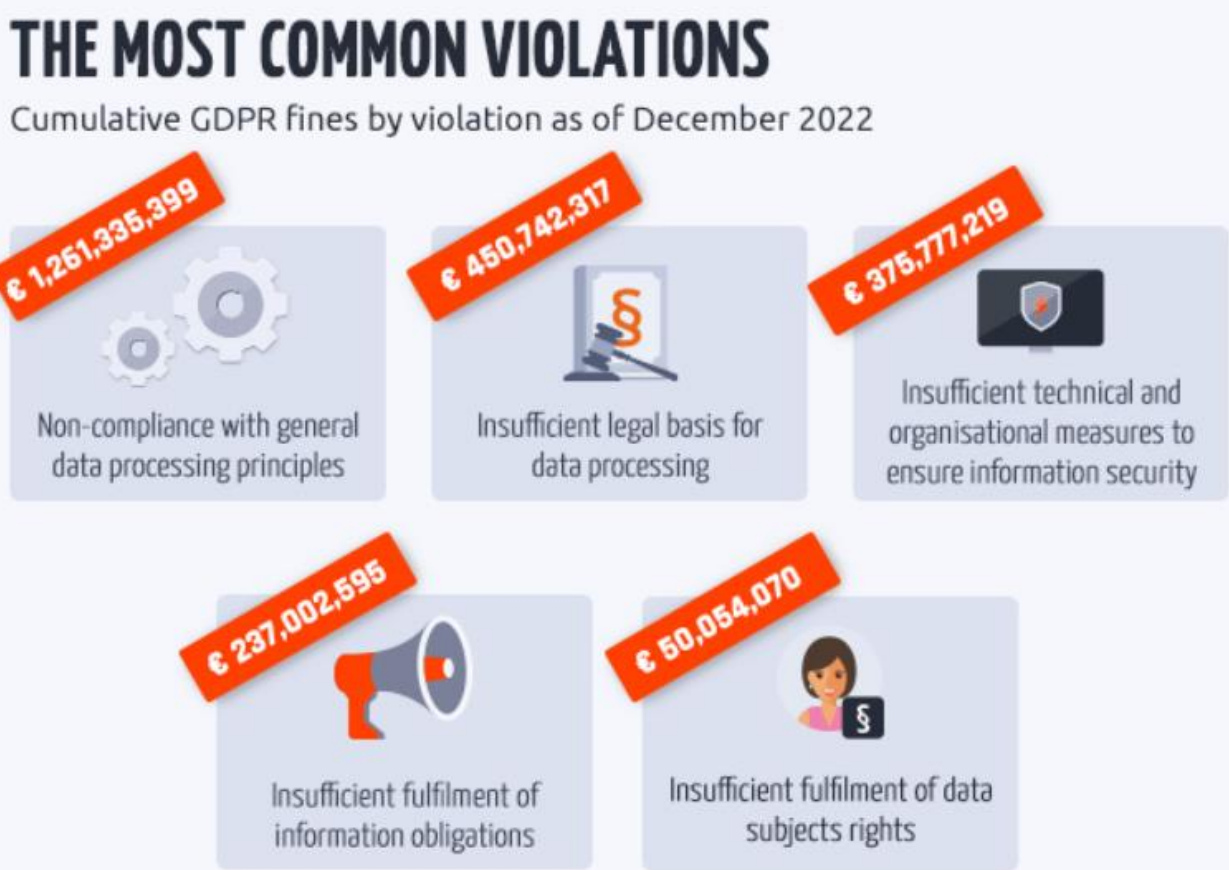 THE MOST COMMON VIOLATIONS
Cumulative GDPR fines by violation as of December 2022
€ 1,261,335,399
Non-compliance with general
data processing principles
€ 450,742,317
§
Insufficient legal basis for
data processing
€ 375,777,219
Insufficient technical and
organisational measures to
ensure information security
€ 237,002,595
Insufficient fulfilment of
information obligations
€ 50,054,070
§
Insufficient fulfilment of data
subjects rights